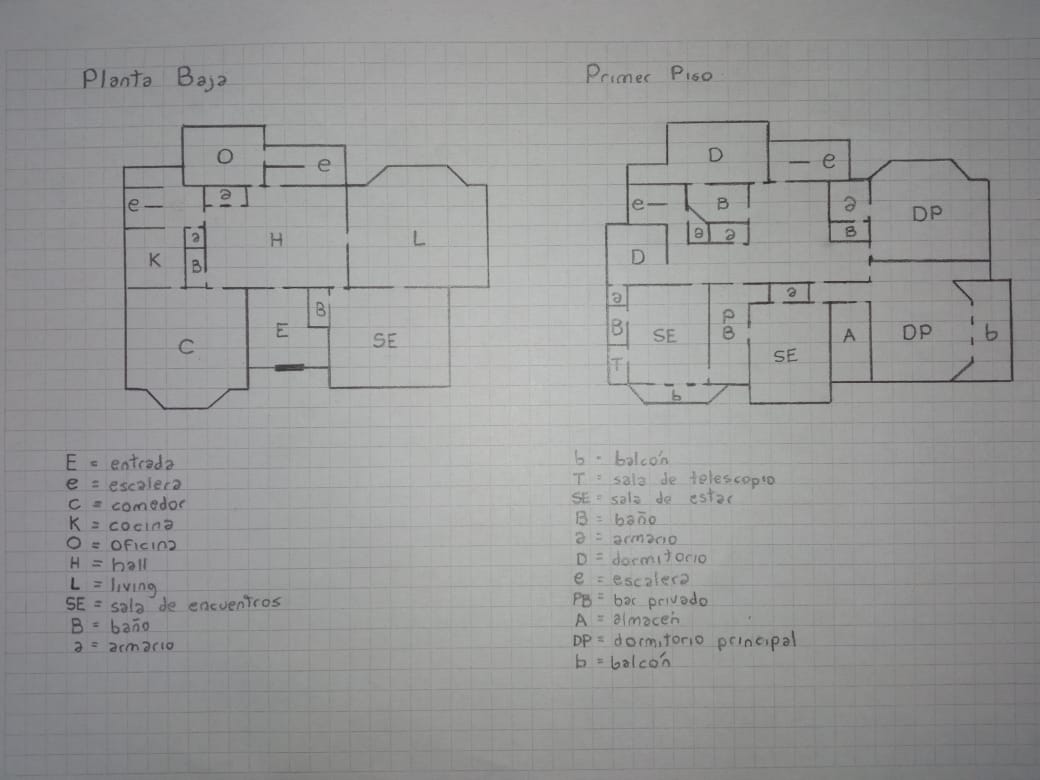 Planta Baja
O
e
e
a
a
H
L
K
B
B
E
C
SE
E = entrada
e = escalera
C = comedor
K = cocina
O = oficina
H = hall
L = living
SE = sala de encuentros
B = baño
a = armario
Primer Piso
D
e
e
B
a
DP
a
a
B
D
a
a
P
B
B
SE
A
DP
b
SE
T
b
b = balcón
T = sala de telescopio
SE = sala de estar
B = baño
a = armario
D = dormitorio
e = escalera
PB = bar privado
A = almacén
DP = dormitorio principal
b = balcón